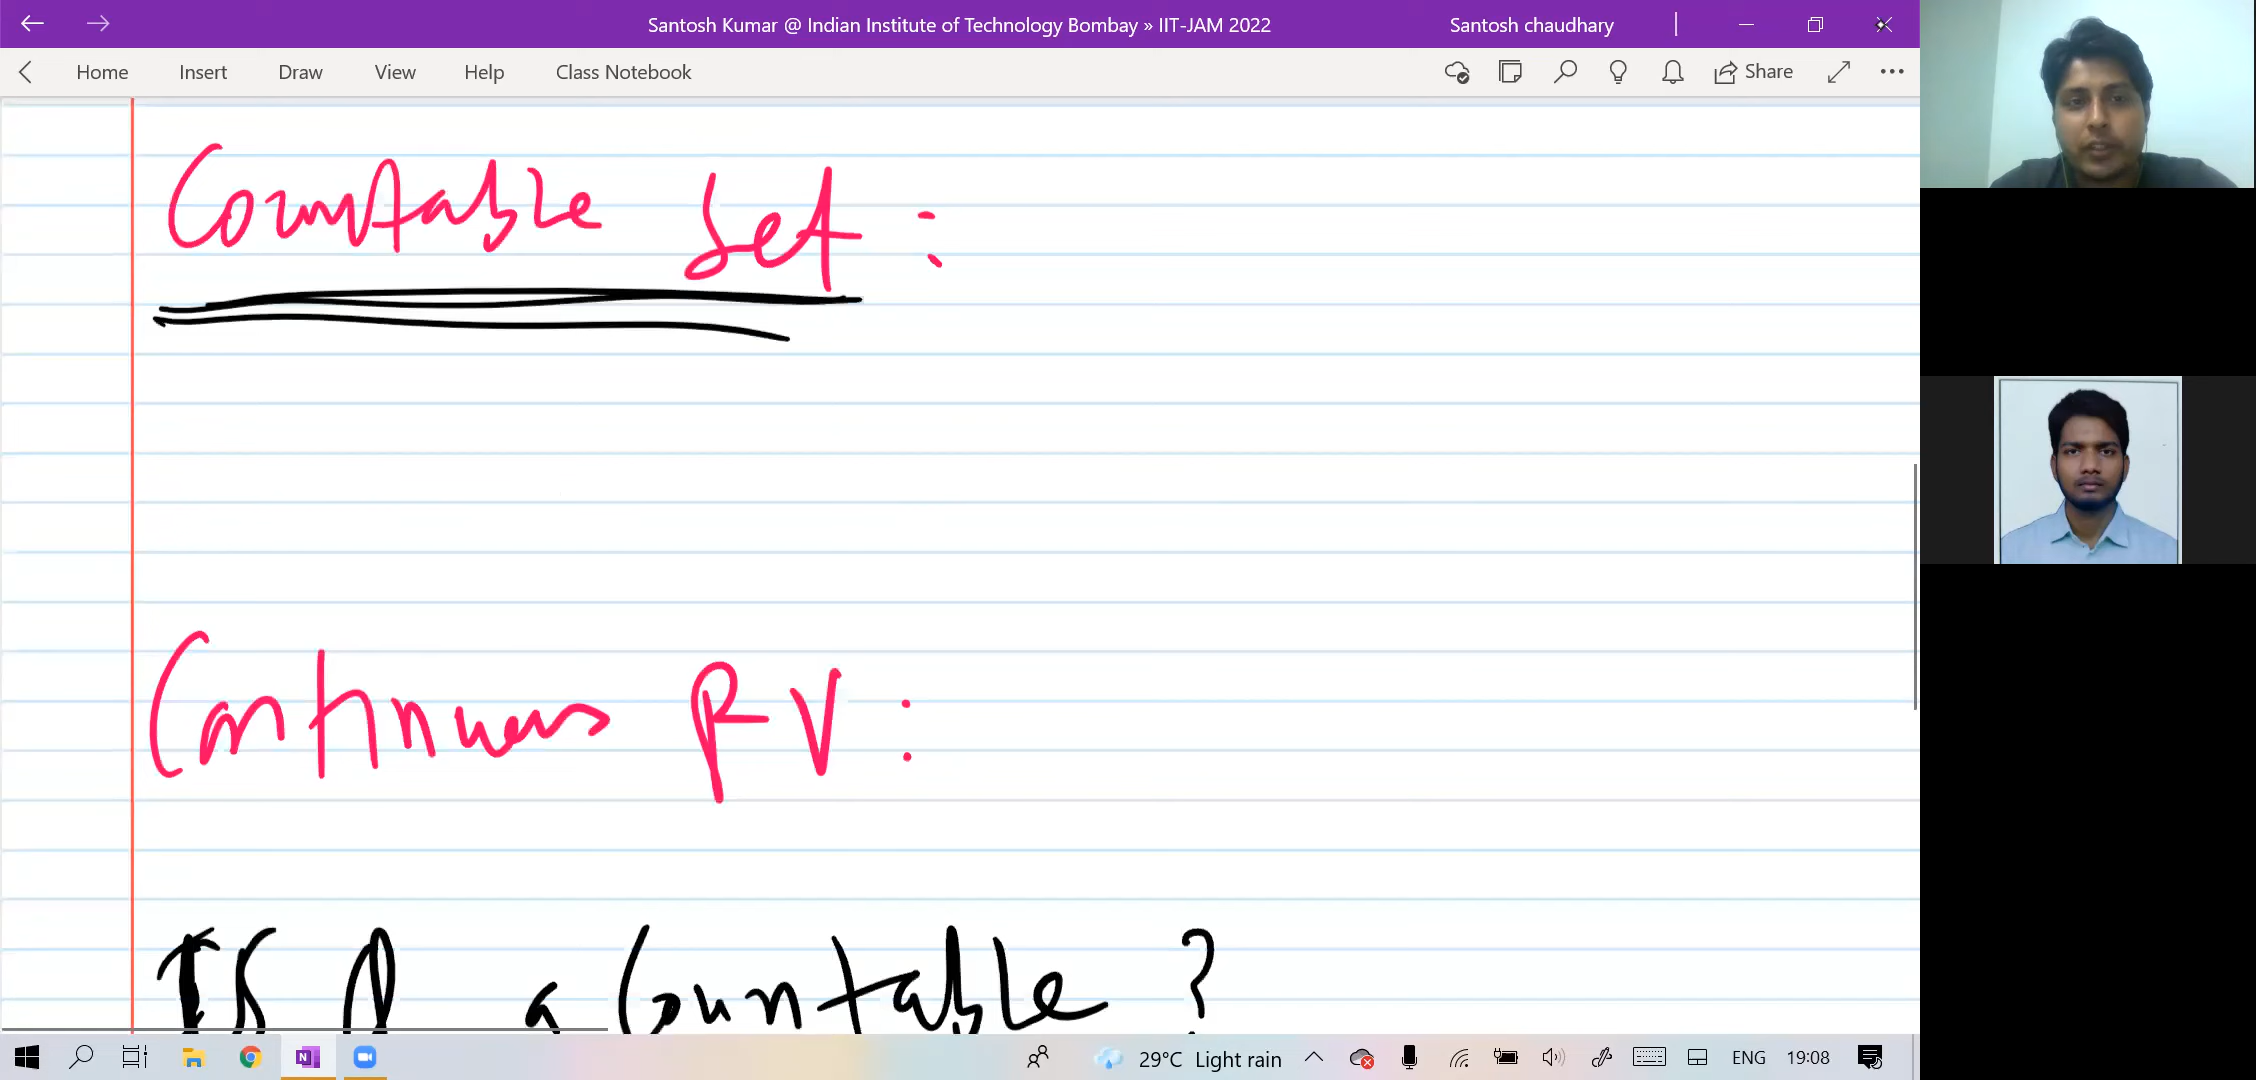 Santosh Kumar @ Indian Institute of Technology Bombay » IIT-JAM 2022
Santosh chaudhary
Home Insert Draw View Help Class Notebook
Share
Countable Set :
Continuous RV :
Is Q a Countable ?
29°C Light rain
ENG 19:08